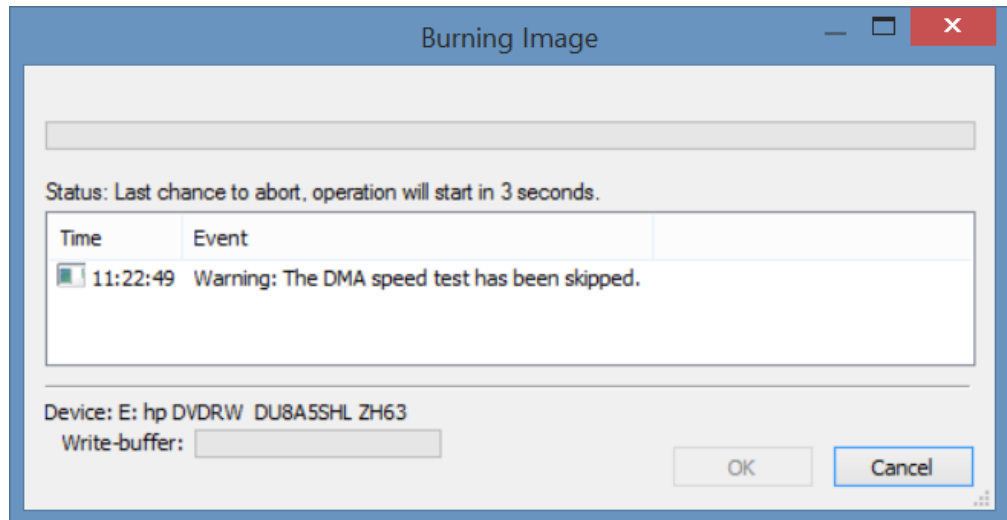 Burning Image
Status: Last chance to abort, operation will start in 3 seconds.
Time Event
11:22:49 Warning: The DMA speed test has been skipped.
Device: E: hp DVDRW DU8A5SHL ZH63
Write-buffer:
OK Cancel